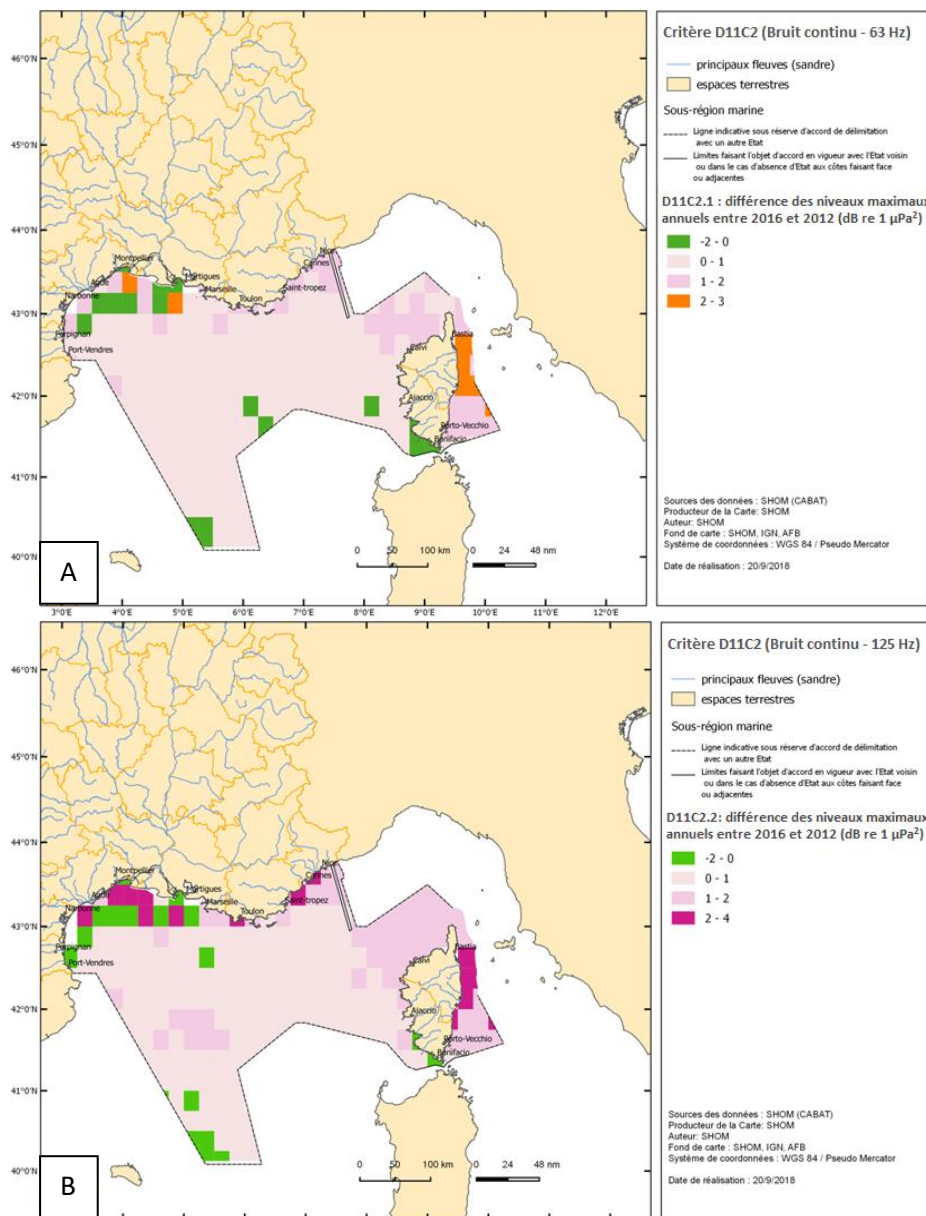 46°0'N
45°0'N
44°0'N
43°0'N
42°0'N
41°0'N
40°0'N
Montpellier
Agde
Narbonne
Perpignan
Port-Vendres
Martigues
Marseille
Toulon
Saint-tropez
Cannes
Nice
Bastia
Calvi
Ajaccio
Porto-Vecchio
Bonifacio
0 50 100 km
0 24 48 nm
A
3°0'E 4°0'E 5°0'E 6°0'E 7°0'E 8°0'E 9°0'E 10°0'E 11°0'E 12°0'E
Critère D11C2 (Bruit continu - 63 Hz)
principaux fleuves (sandre)
espaces terrestres
Sous-région marine
Ligne indicative sous réserve d'accord de délimitation
avec un autre Etat
Limites faisant l'objet d'accord en vigueur avec l'Etat voisin
ou dans le cas d'absence d'Etat aux côtes faisant face
ou adjacentes
D11C2.1 : différence des niveaux maximaux
annuels entre 2016 et 2012 (dB re 1 µPa²)
-2 - 0
0 - 1
1 - 2
2 - 3
Sources des données : SHOM (CABAT)
Producteur de la Carte: SHOM
Auteur: SHOM
Fond de carte : SHOM, IGN, AFB
Système de coordonnées : WGS 84 / Pseudo Mercator
Date de réalisation : 20/9/2018
46°0'N
45°0'N
44°0'N
43°0'N
42°0'N
41°0'N
40°0'N
Montpellier
Agde
Narbonne
Perpignan
Port-Vendres
Martigues
Marseille
Toulon
Saint-tropez
Cannes
Nice
Bastia
Calvi
Ajaccio
Porto-Vecchio
Bonifacio
0 50 100 km
0 24 48 nm
B
Critère D11C2 (Bruit continu - 125 Hz)
principaux fleuves (sandre)
espaces terrestres
Sous-région marine
Ligne indicative sous réserve d'accord de délimitation
avec un autre Etat
Limites faisant l'objet d'accord en vigueur avec l'Etat voisin
ou dans le cas d'absence d'Etat aux côtes faisant face
ou adjacentes
D11C2.2: différence des niveaux maximaux
annuels entre 2016 et 2012 (dB re 1 µPa²)
-2 - 0
0 - 1
1 - 2
2 - 4
Sources des données : SHOM (CABAT)
Producteur de la Carte: SHOM
Auteur: SHOM
Fond de carte : SHOM, IGN, AFB
Système de coordonnées : WGS 84 / Pseudo Mercator
Date de réalisation : 20/9/2018